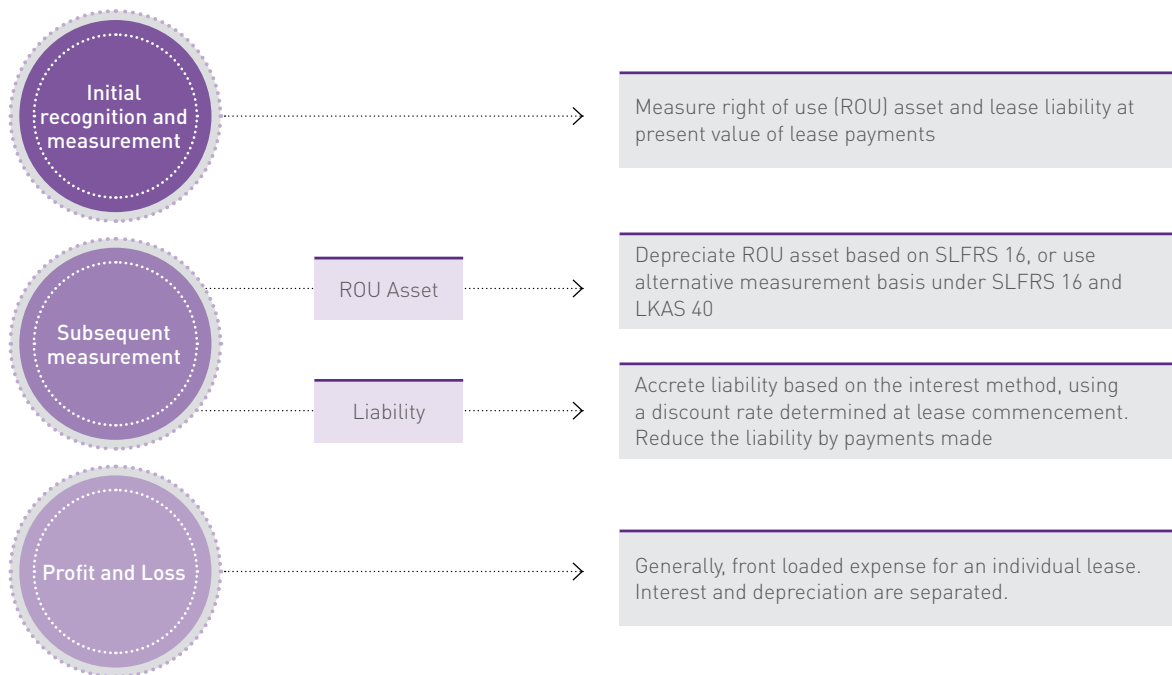 Initial
recognition and
measurement
Measure right of use (ROU) asset and lease liability at
present value of lease payments
Subsequent
measurement
ROU Asset
Depreciate ROU asset based on SLFRS 16, or use
alternative measurement basis under SLFRS 16 and
LKAS 40
Liability
Accrete liability based on the interest method, using
a discount rate determined at lease commencement.
Reduce the liability by payments made
Profit and Loss
Generally, front loaded expense for an individual lease.
Interest and depreciation are separated.